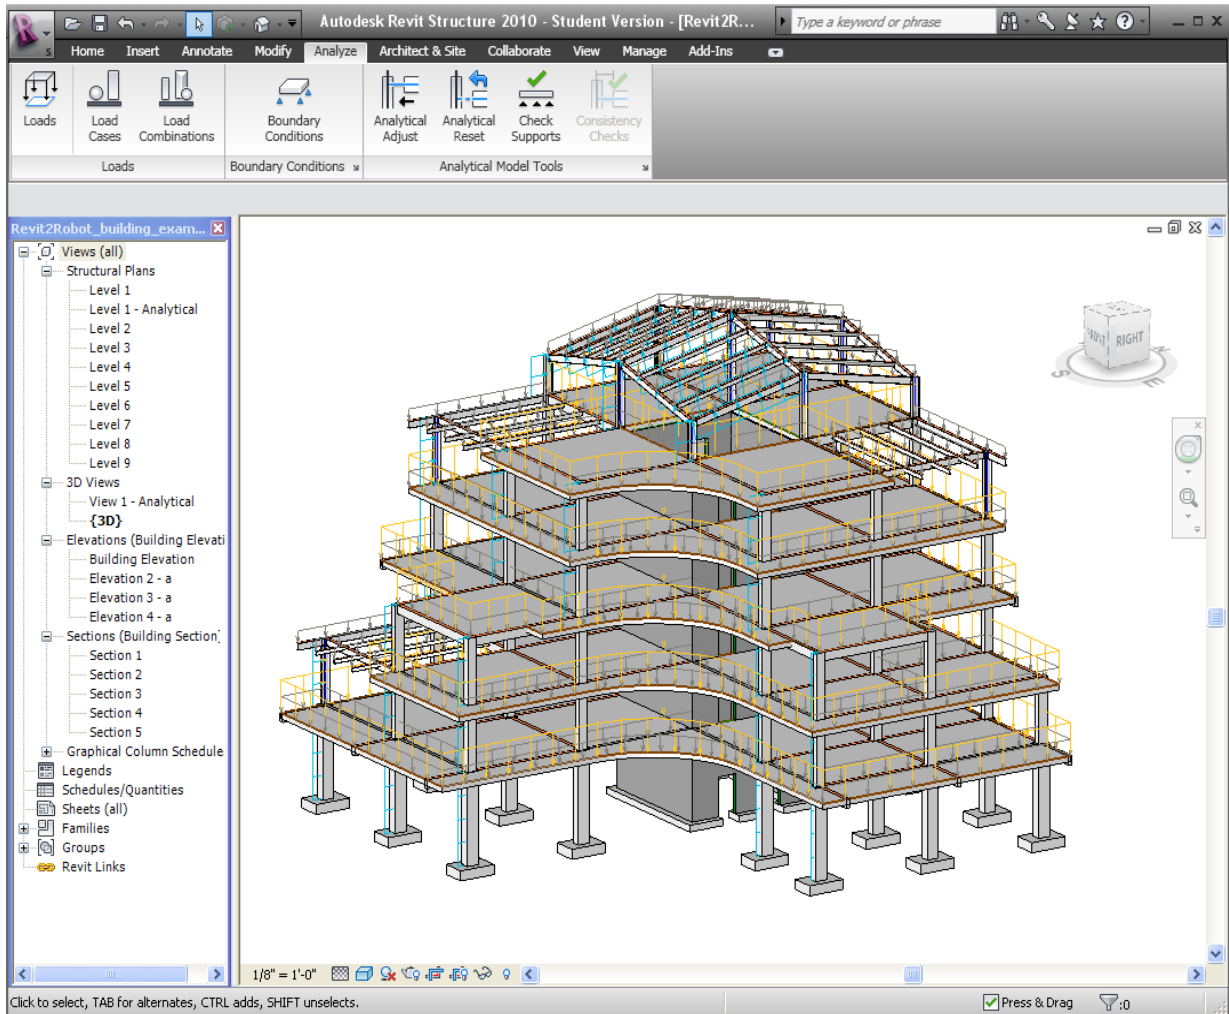 Autodesk Revit Structure 2010 - Student Version - [Revit2R...
Type a keyword or phrase
Home Insert Annotate Modify Analyze Architect & Site Collaborate View Manage Add-Ins
Loads
Load Cases
Load Combinations
Boundary Conditions
Analytical Adjust
Analytical Reset
Check Supports
Consistency Checks
Loads
Boundary Conditions
Analytical Model Tools
Revit2Robot_building_exam...
Views (all)
Structural Plans
Level 1
Level 1 - Analytical
Level 2
Level 3
Level 4
Level 5
Level 6
Level 7
Level 8
Level 9
3D Views
View 1 - Analytical
{3D}
Elevations (Building Elevati
Building Elevation
Elevation 2 - a
Elevation 3 - a
Elevation 4 - a
Sections (Building Section)
Section 1
Section 2
Section 3
Section 4
Section 5
Graphical Column Schedule
Legends
Schedules/Quantities
Sheets (all)
Families
Groups
Revit Links
FRONT
RIGHT
S
E
1/8" = 1'-0"
Click to select, TAB for alternates, CTRL adds, SHIFT unselects.
Press & Drag
:0